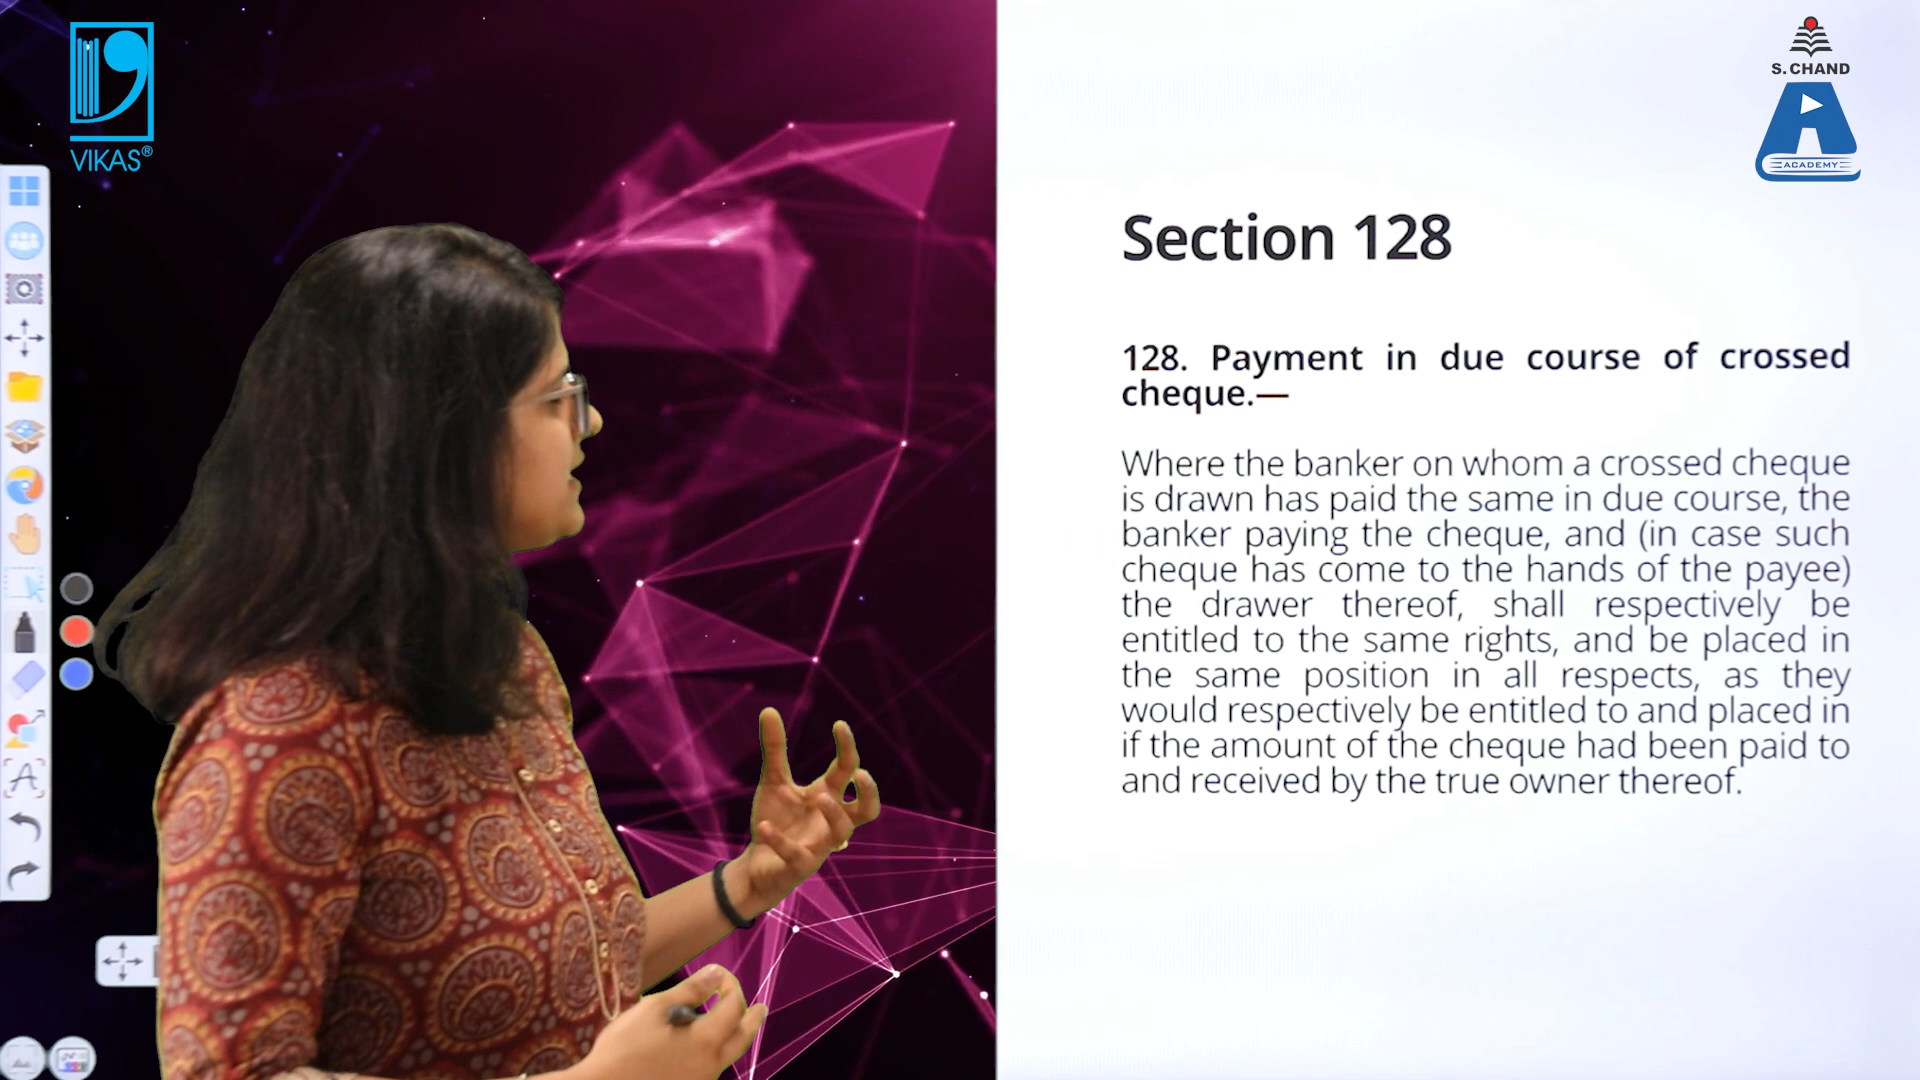 VIKAS®
S. CHAND
A
ACADEMY
Section 128
128. Payment in due course of crossed
cheque.—
Where the banker on whom a crossed cheque
is drawn has paid the same in due course, the
banker paying the cheque, and (in case such
cheque has come to the hands of the payee)
the drawer thereof, shall respectively be
entitled to the same rights, and be placed in
the same position in all respects, as they
would respectively be entitled to and placed in
if the amount of the cheque had been paid to
and received by the true owner thereof.